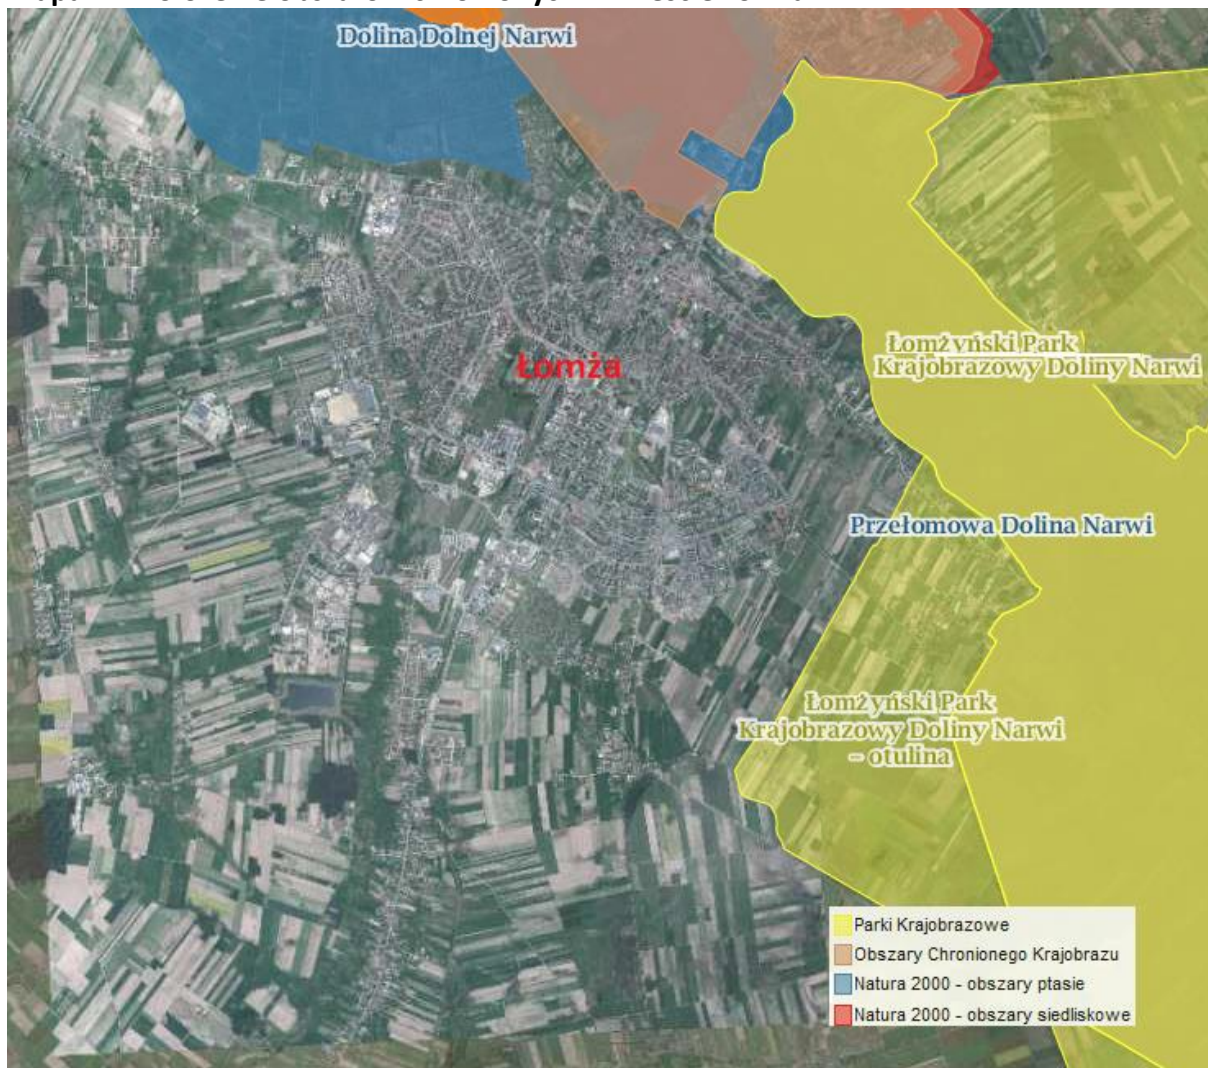 Dolina Dolnej Narwi
Łomżyński Park
Krajobrazowy Doliny Narwi
Łomża
Przełomowa Dolina Narwi
Łomżyński Park
Krajobrazowy Doliny Narwi
– otulina
Parki Krajobrazowe
Obszary Chronionego Krajobrazu
Natura 2000 - obszary ptasie
Natura 2000 - obszary siedliskowe